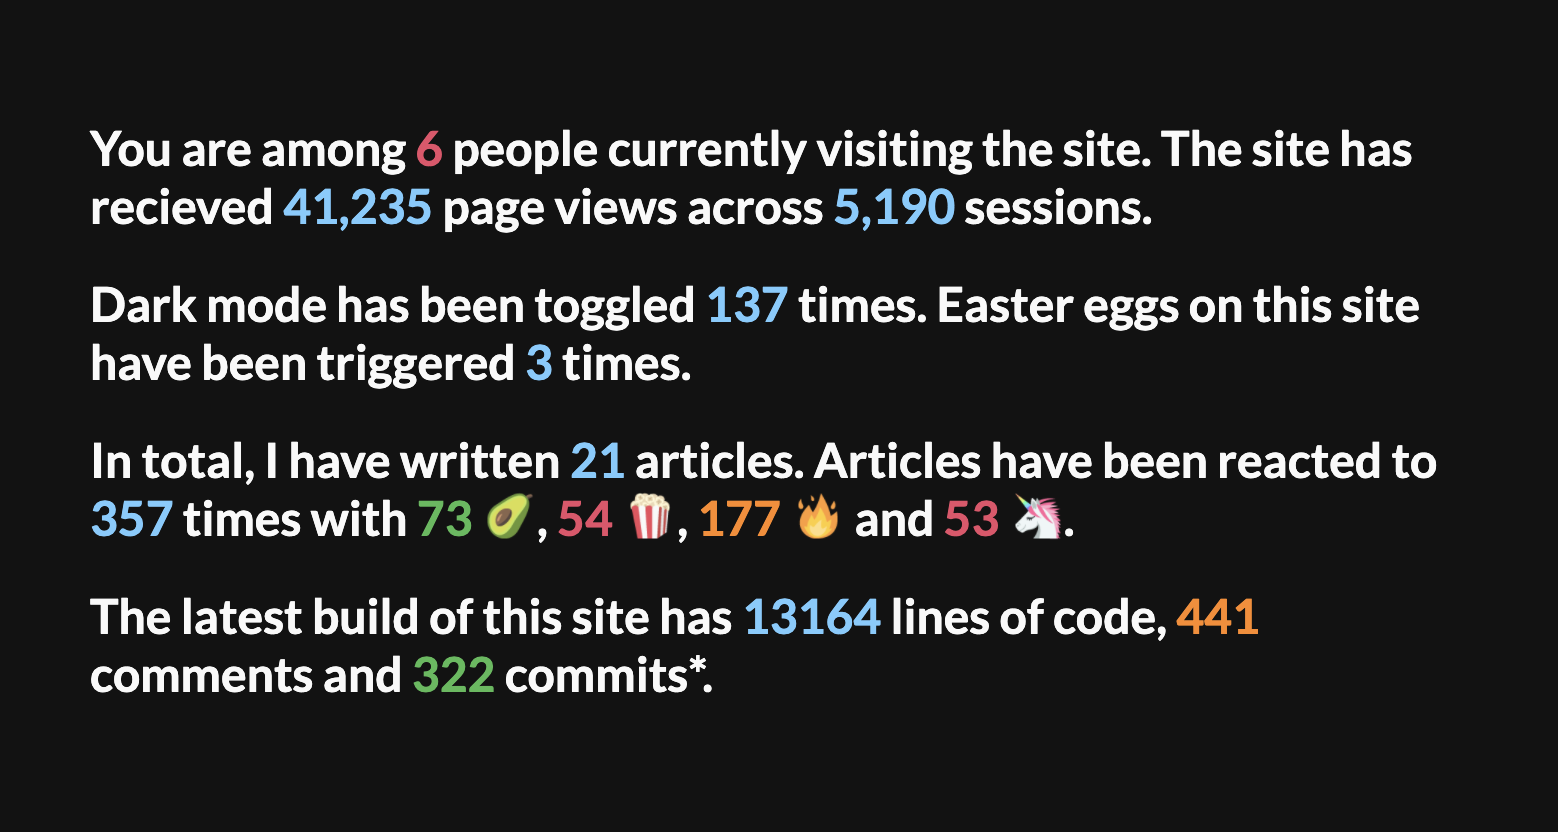 You are among 6 people currently visiting the site. The site has
recieved 41,235 page views across 5,190 sessions.
Dark mode has been toggled 137 times. Easter eggs on this site
have been triggered 3 times.
In total, I have written 21 articles. Articles have been reacted to
357 times with 73 🥑, 54 🍿, 177 🔥 and 53 🦄.
The latest build of this site has 13164 lines of code, 441
comments and 322 commits*.